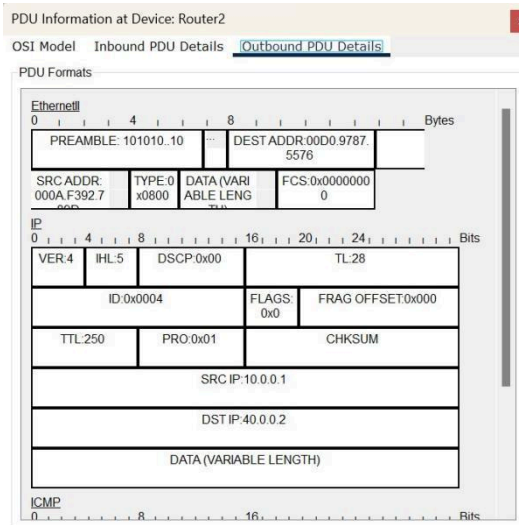 PDU Information at Device: Router2
OSI Model Inbound PDU Details Outbound PDU Details
PDU Formats
EthernetII
0 4 8 Bytes
PREAMBLE: 101010..10 ... DEST ADDR:00D0.9787.
5576
SRC ADDR: TYPE:0 DATA (VARI FCS:0x0000000
000A.F392.7 x0800 ABLE LENG 0
TH)
IP
0 4 8 16 20 24 Bits
VER:4 IHL:5 DSCP:0x00 TL:28
ID:0x0004 FLAGS: FRAG OFFSET:0x000
0x0
TTL:250 PRO:0x01 CHKSUM
SRC IP:10.0.0.1
DST IP:40.0.0.2
DATA (VARIABLE LENGTH)
ICMP
0 8 16 Bits